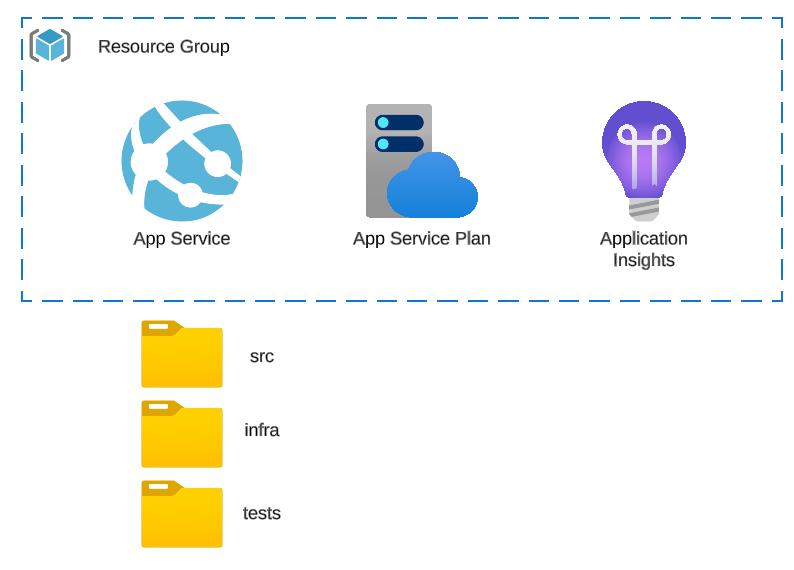 Resource Group
App Service
App Service Plan
Application
Insights
src
infra
tests